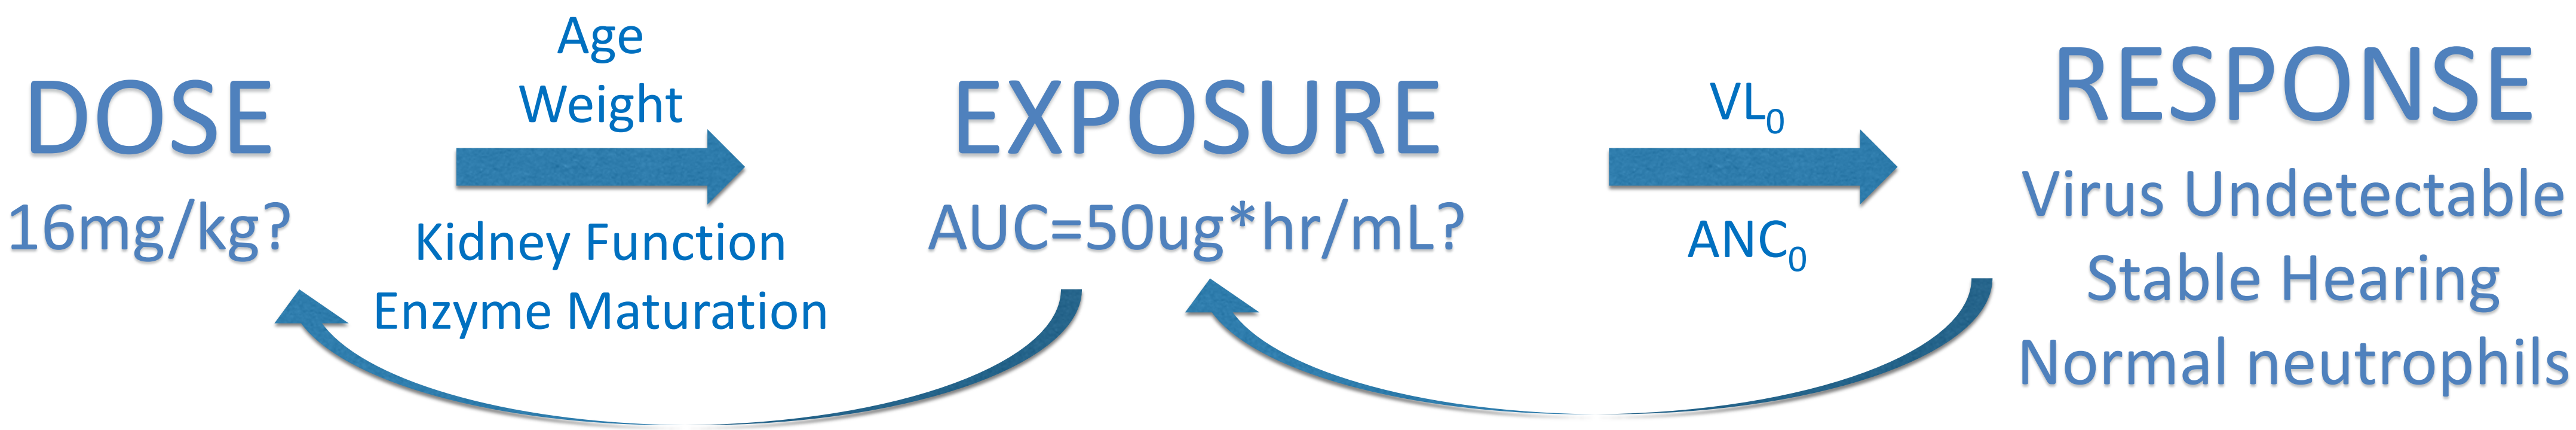 DOSE
16mg/kg?
Age
Weight
Kidney Function
Enzyme Maturation
EXPOSURE
AUC=50ug*hr/mL?
VL₀
ANC₀
RESPONSE
Virus Undetectable
Stable Hearing
Normal neutrophils